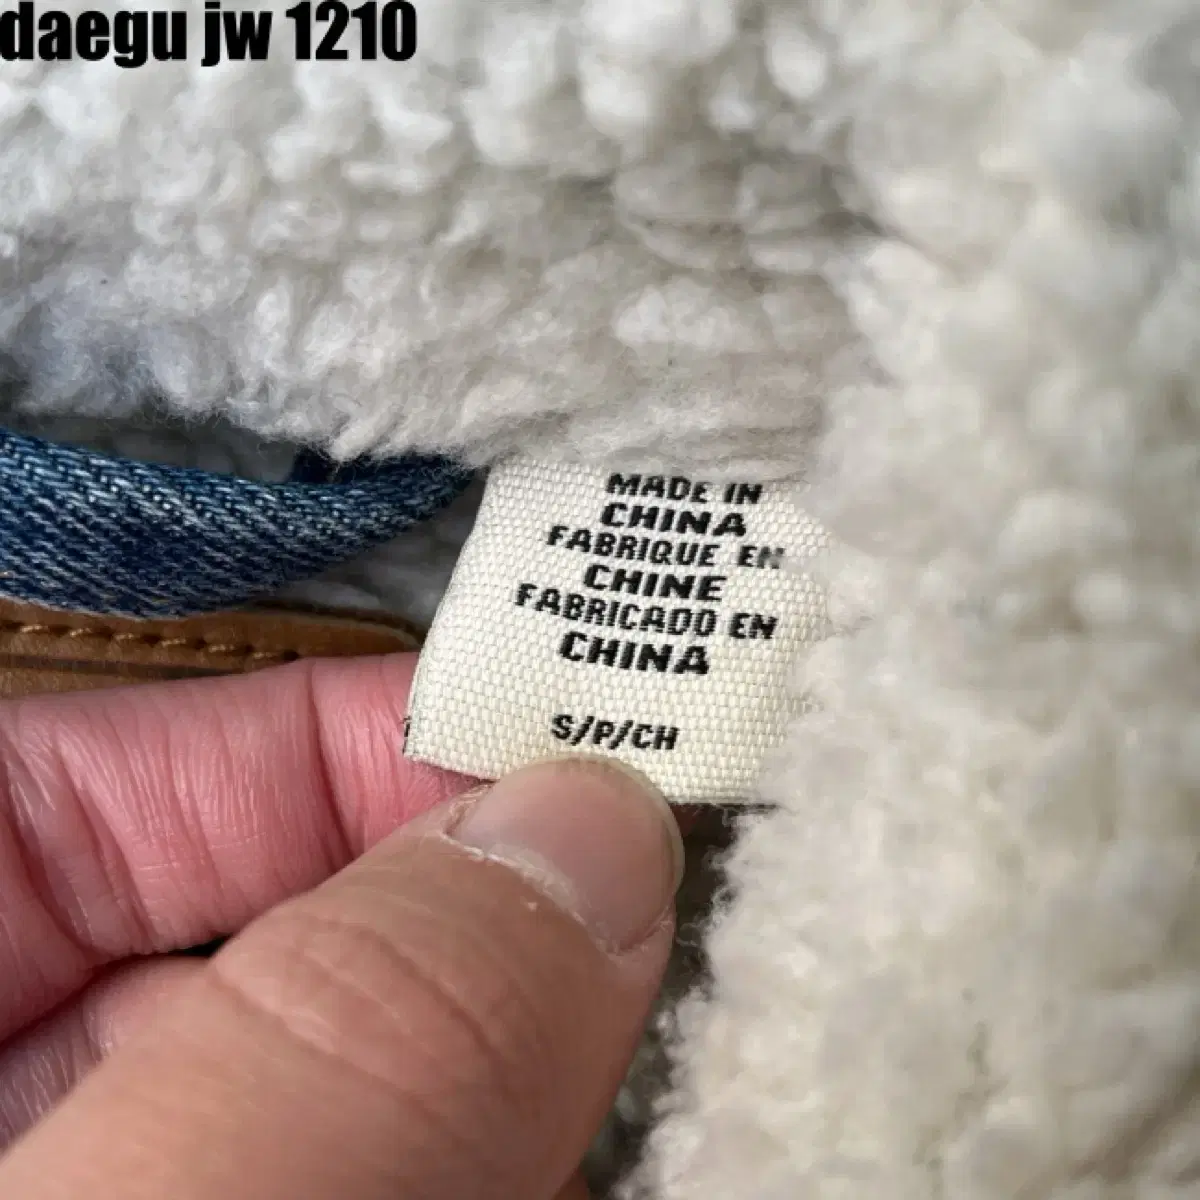 daegu jw 1210
MADE IN
CHINA
FABRIQUE EN
CHINE
FABRICADO EN
CHINA
S/P/CH